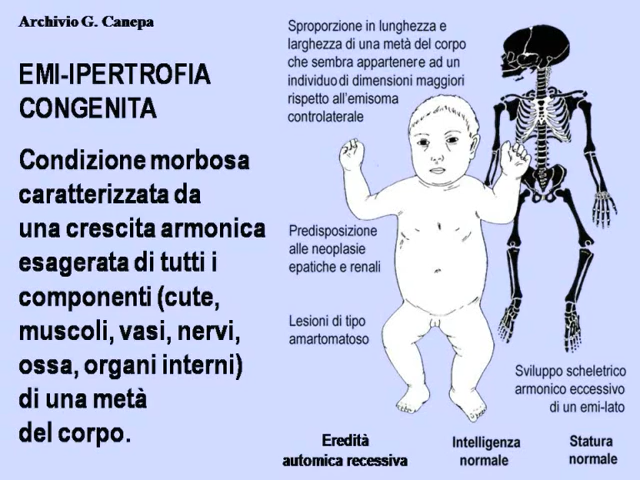 Archivio G. Canepa
EMI-IPERTROFIA
CONGENITA
Condizione morbosa
caratterizzata da
una crescita armonica
esagerata di tutti i
componenti (cute,
muscoli, vasi, nervi,
ossa, organi interni)
di una metà
del corpo.
Sproporzione in lunghezza e
larghezza di una metà del corpo
che sembra appartenere ad un
individuo di dimensioni maggiori
rispetto all'emisoma
controlaterale
Predisposizione
alle neoplasie
epatiche e renali
Lesioni di tipo
amartomatoso
Sviluppo scheletrico
armonico eccessivo
di un emi-lato
Eredità
automica recessiva
Intelligenza
normale
Statura
normale